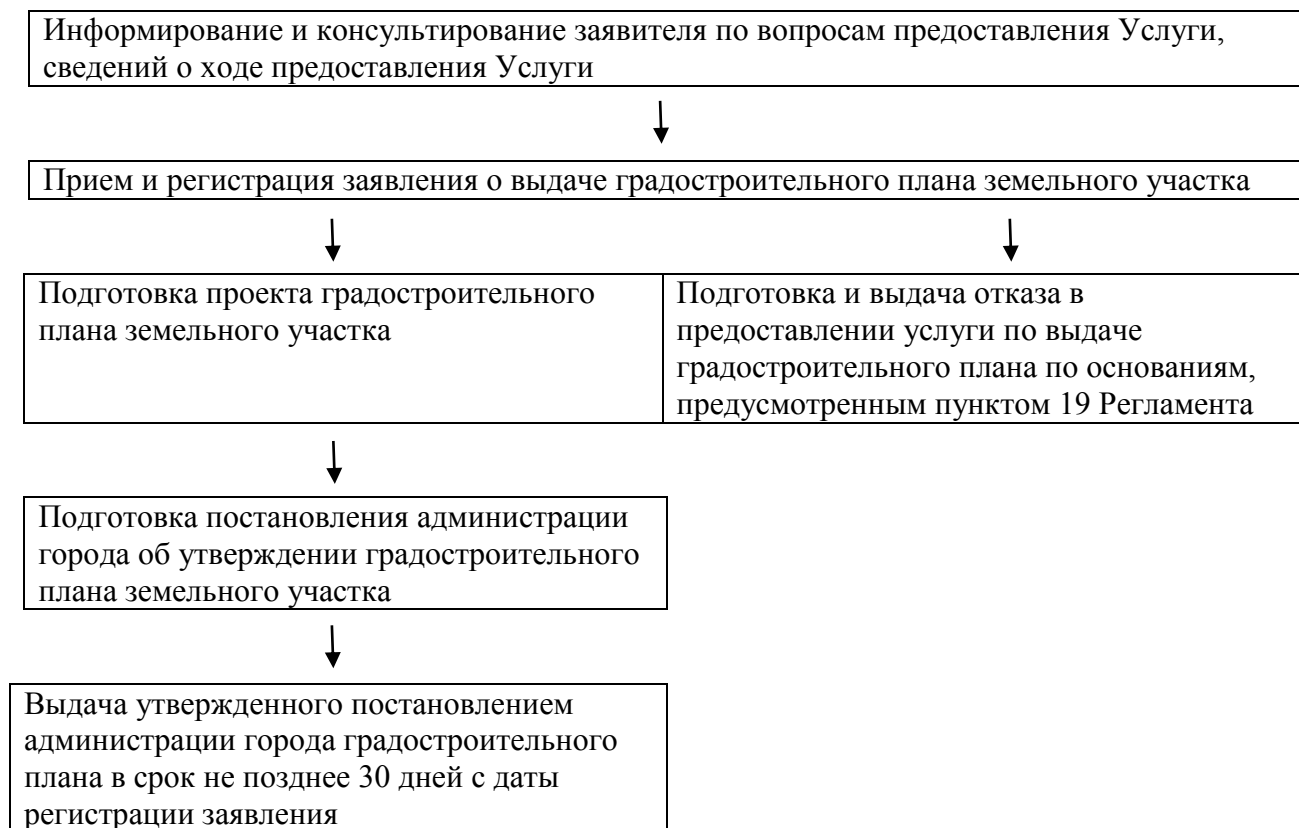 Информирование и консультирование заявителя по вопросам предоставления Услуги,
сведений о ходе предоставления Услуги
Прием и регистрация заявления о выдаче градостроительного плана земельного участка
Подготовка проекта градостроительного
плана земельного участка
Подготовка и выдача отказа в
предоставлении услуги по выдаче
градостроительного плана по основаниям,
предусмотренным пунктом 19 Регламента
Подготовка постановления администрации
города об утверждении градостроительного
плана земельного участка
Выдача утвержденного постановлением
администрации города градостроительного
плана в срок не позднее 30 дней с даты
регистрации заявления